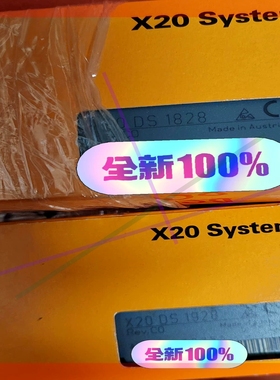 X20 System
DS 1828
Made in Austri
全新100%
X20 System
X20 DS 1828
全新100%